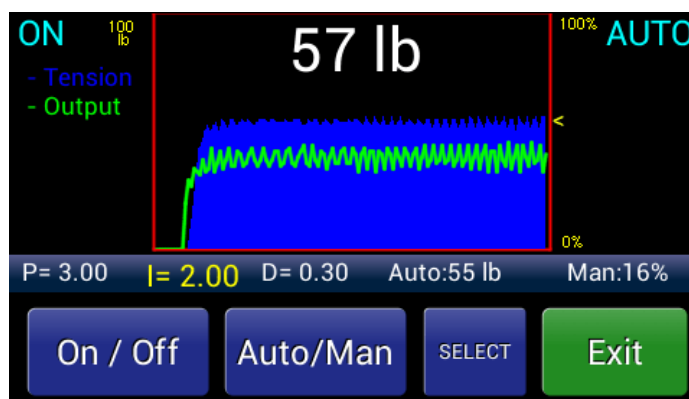 ON
100
lb
57 lb
100%
AUTO
- Tension
- Output
<
0%
P= 3.00
I= 2.00
D= 0.30
Auto:55 lb
Man:16%
On / Off
Auto/Man
SELECT
Exit